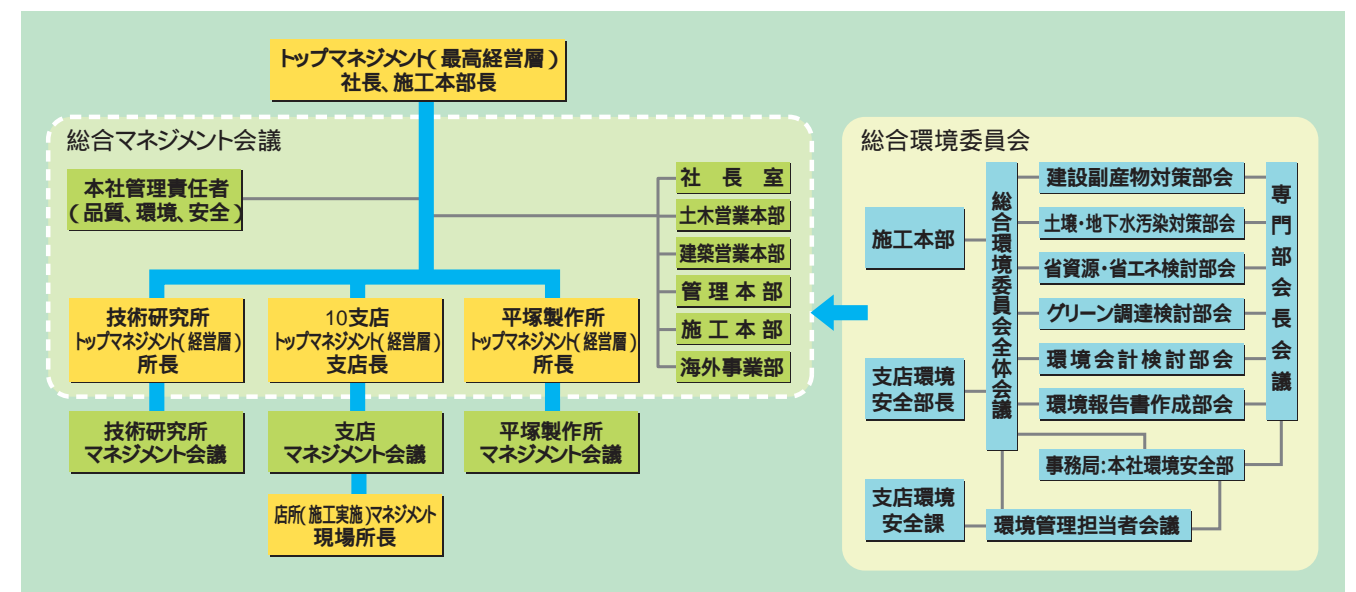 トップマネジメント(最高経営層)
社長、施工本部長
総合マネジメント会議
本社管理責任者
(品質、環境、安全)
社長室
土木営業本部
建築営業本部
管理本部
施工本部
海外事業部
技術研究所
トップマネジメント(経営層)
所長
10支店
トップマネジメント(経営層)
支店長
平塚製作所
トップマネジメント(経営層)
所長
技術研究所
マネジメント会議
支店
マネジメント会議
平塚製作所
マネジメント会議
店所(施工実施)マネジメント
現場所長
総合環境委員会
施工本部
支店環境
安全部長
支店環境
安全課
総合環境委員会全体会議
建設副産物対策部会
土壌・地下水汚染対策部会
省資源・省エネ検討部会
グリーン調達検討部会
環境会計検討部会
環境報告書作成部会
専門部会長会議
事務局:本社環境安全部
環境管理担当者会議